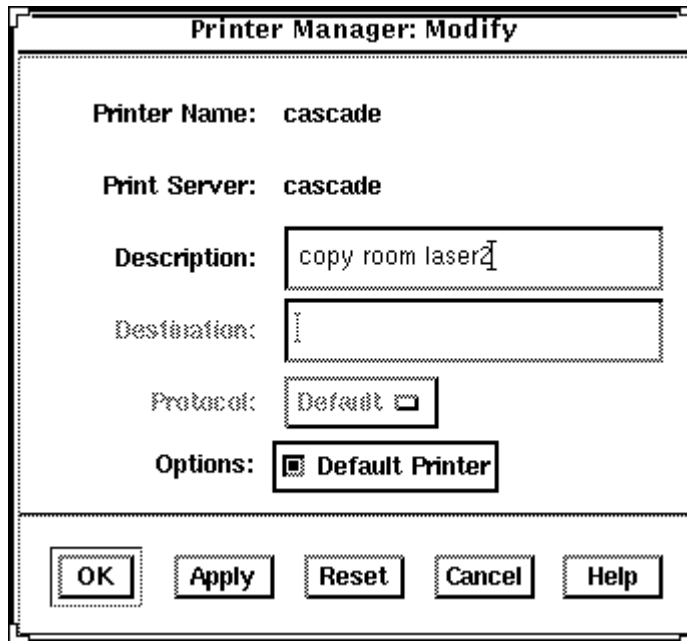 Printer Manager: Modify
Printer Name: cascade
Print Server: cascade
Description: copy room laser2
Destination:
Protocol: Default
Options: Default Printer
OK Apply Reset Cancel Help